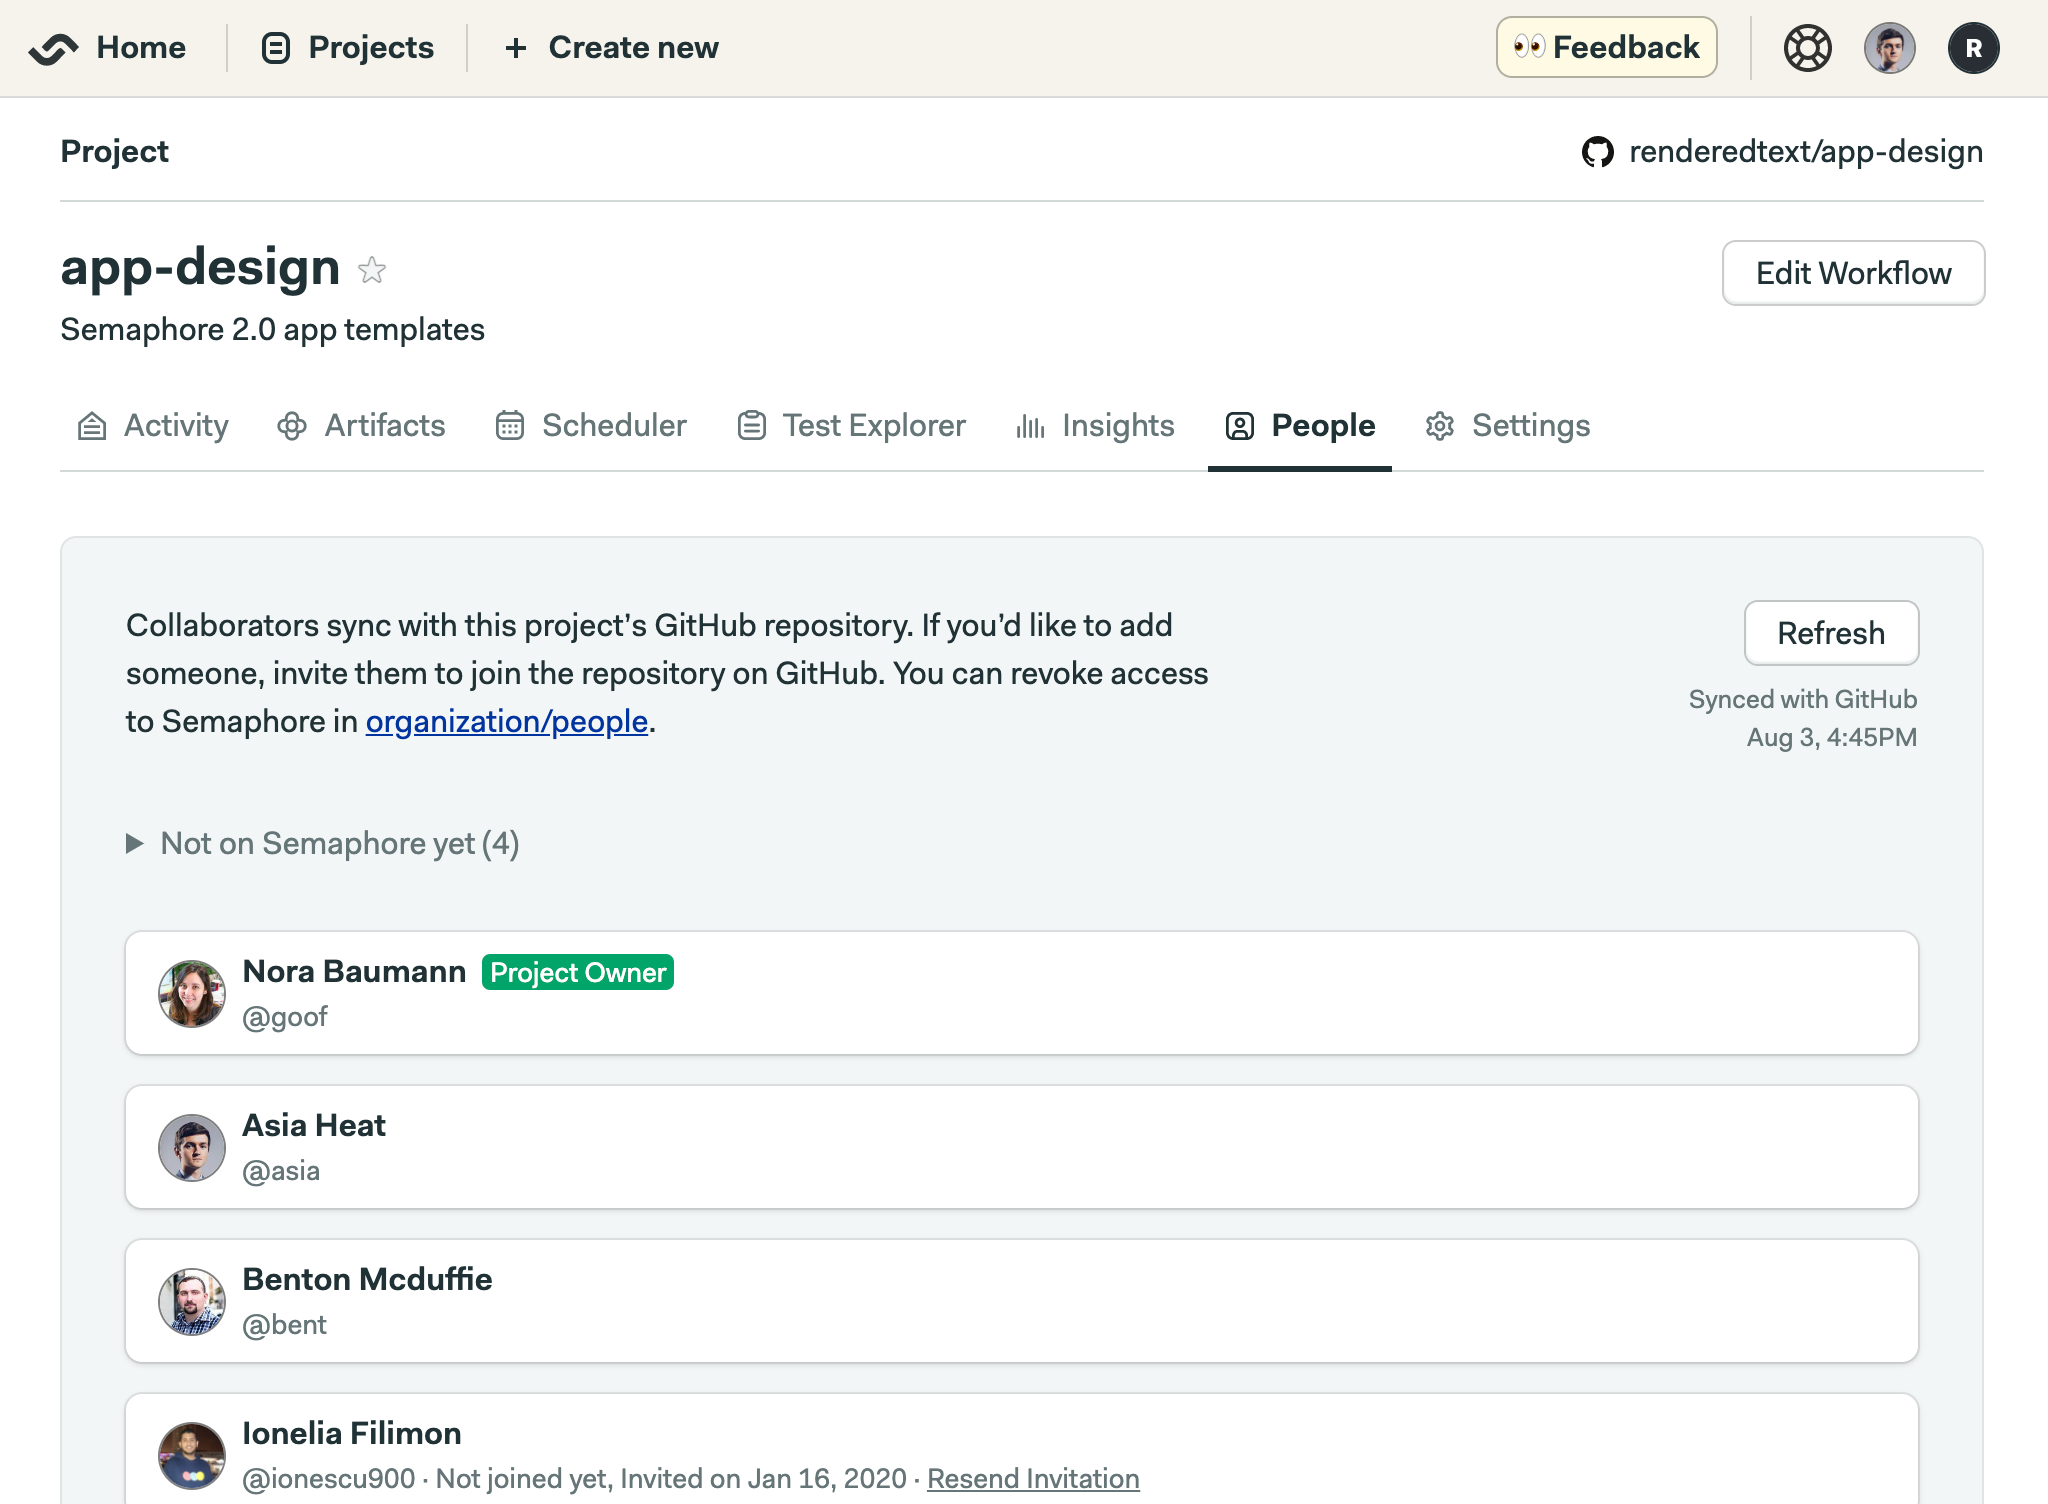 Home
Projects
+ Create new
👀 Feedback
R
Project
renderedtext/app-design
app-design
Edit Workflow
Semaphore 2.0 app templates
Activity
Artifacts
Scheduler
Test Explorer
Insights
People
Settings
Collaborators sync with this project’s GitHub repository. If you’d like to add
someone, invite them to join the repository on GitHub. You can revoke access
to Semaphore in organization/people.
Refresh
Synced with GitHub
Aug 3, 4:45PM
Not on Semaphore yet (4)
Nora Baumann
Project Owner
@goof
Asia Heat
@asia
Benton Mcduffie
@bent
Ionelia Filimon
@ionescu900 · Not joined yet, Invited on Jan 16, 2020 · Resend Invitation